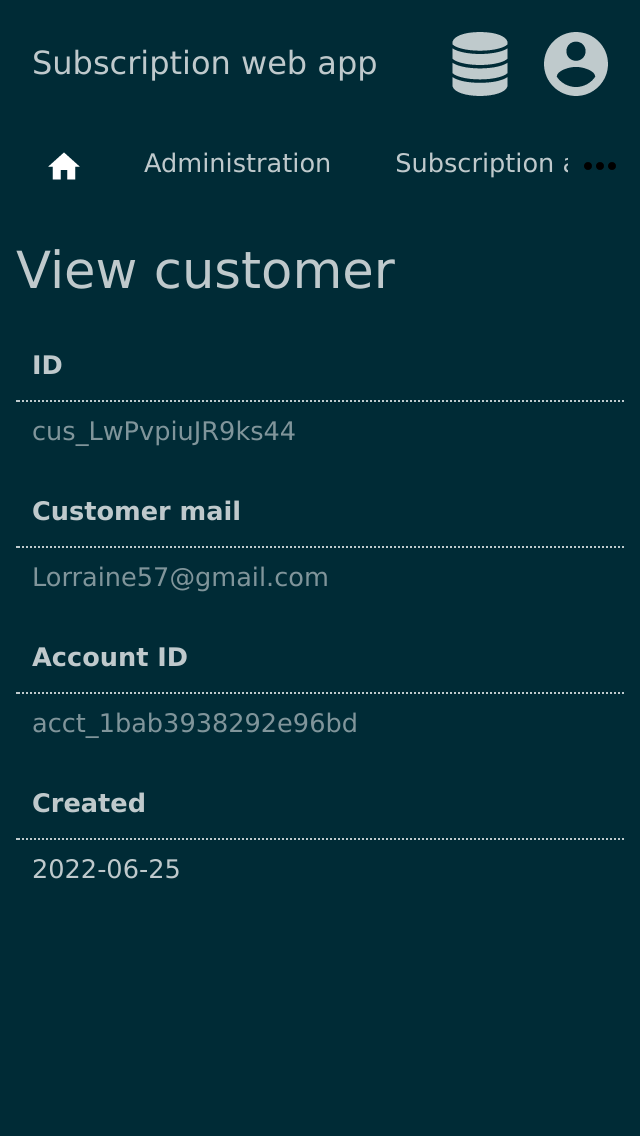 Subscription web app
Administration
Subscription
View customer
ID
cus_LwPvpiuJR9ks44
Customer mail
Lorraine57@gmail.com
Account ID
acct_1bab3938292e96bd
Created
2022-06-25